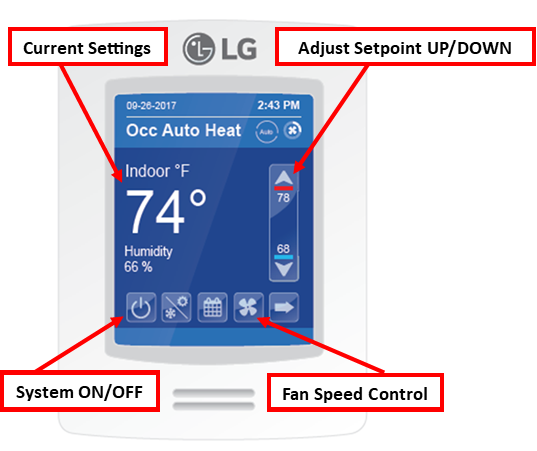 Current Settings
LG
Adjust Setpoint UP/DOWN
09-26-2017
2:43 PM
Occ Auto Heat
Auto
Indoor °F
74°
78
Humidity
66 %
68
System ON/OFF
Fan Speed Control